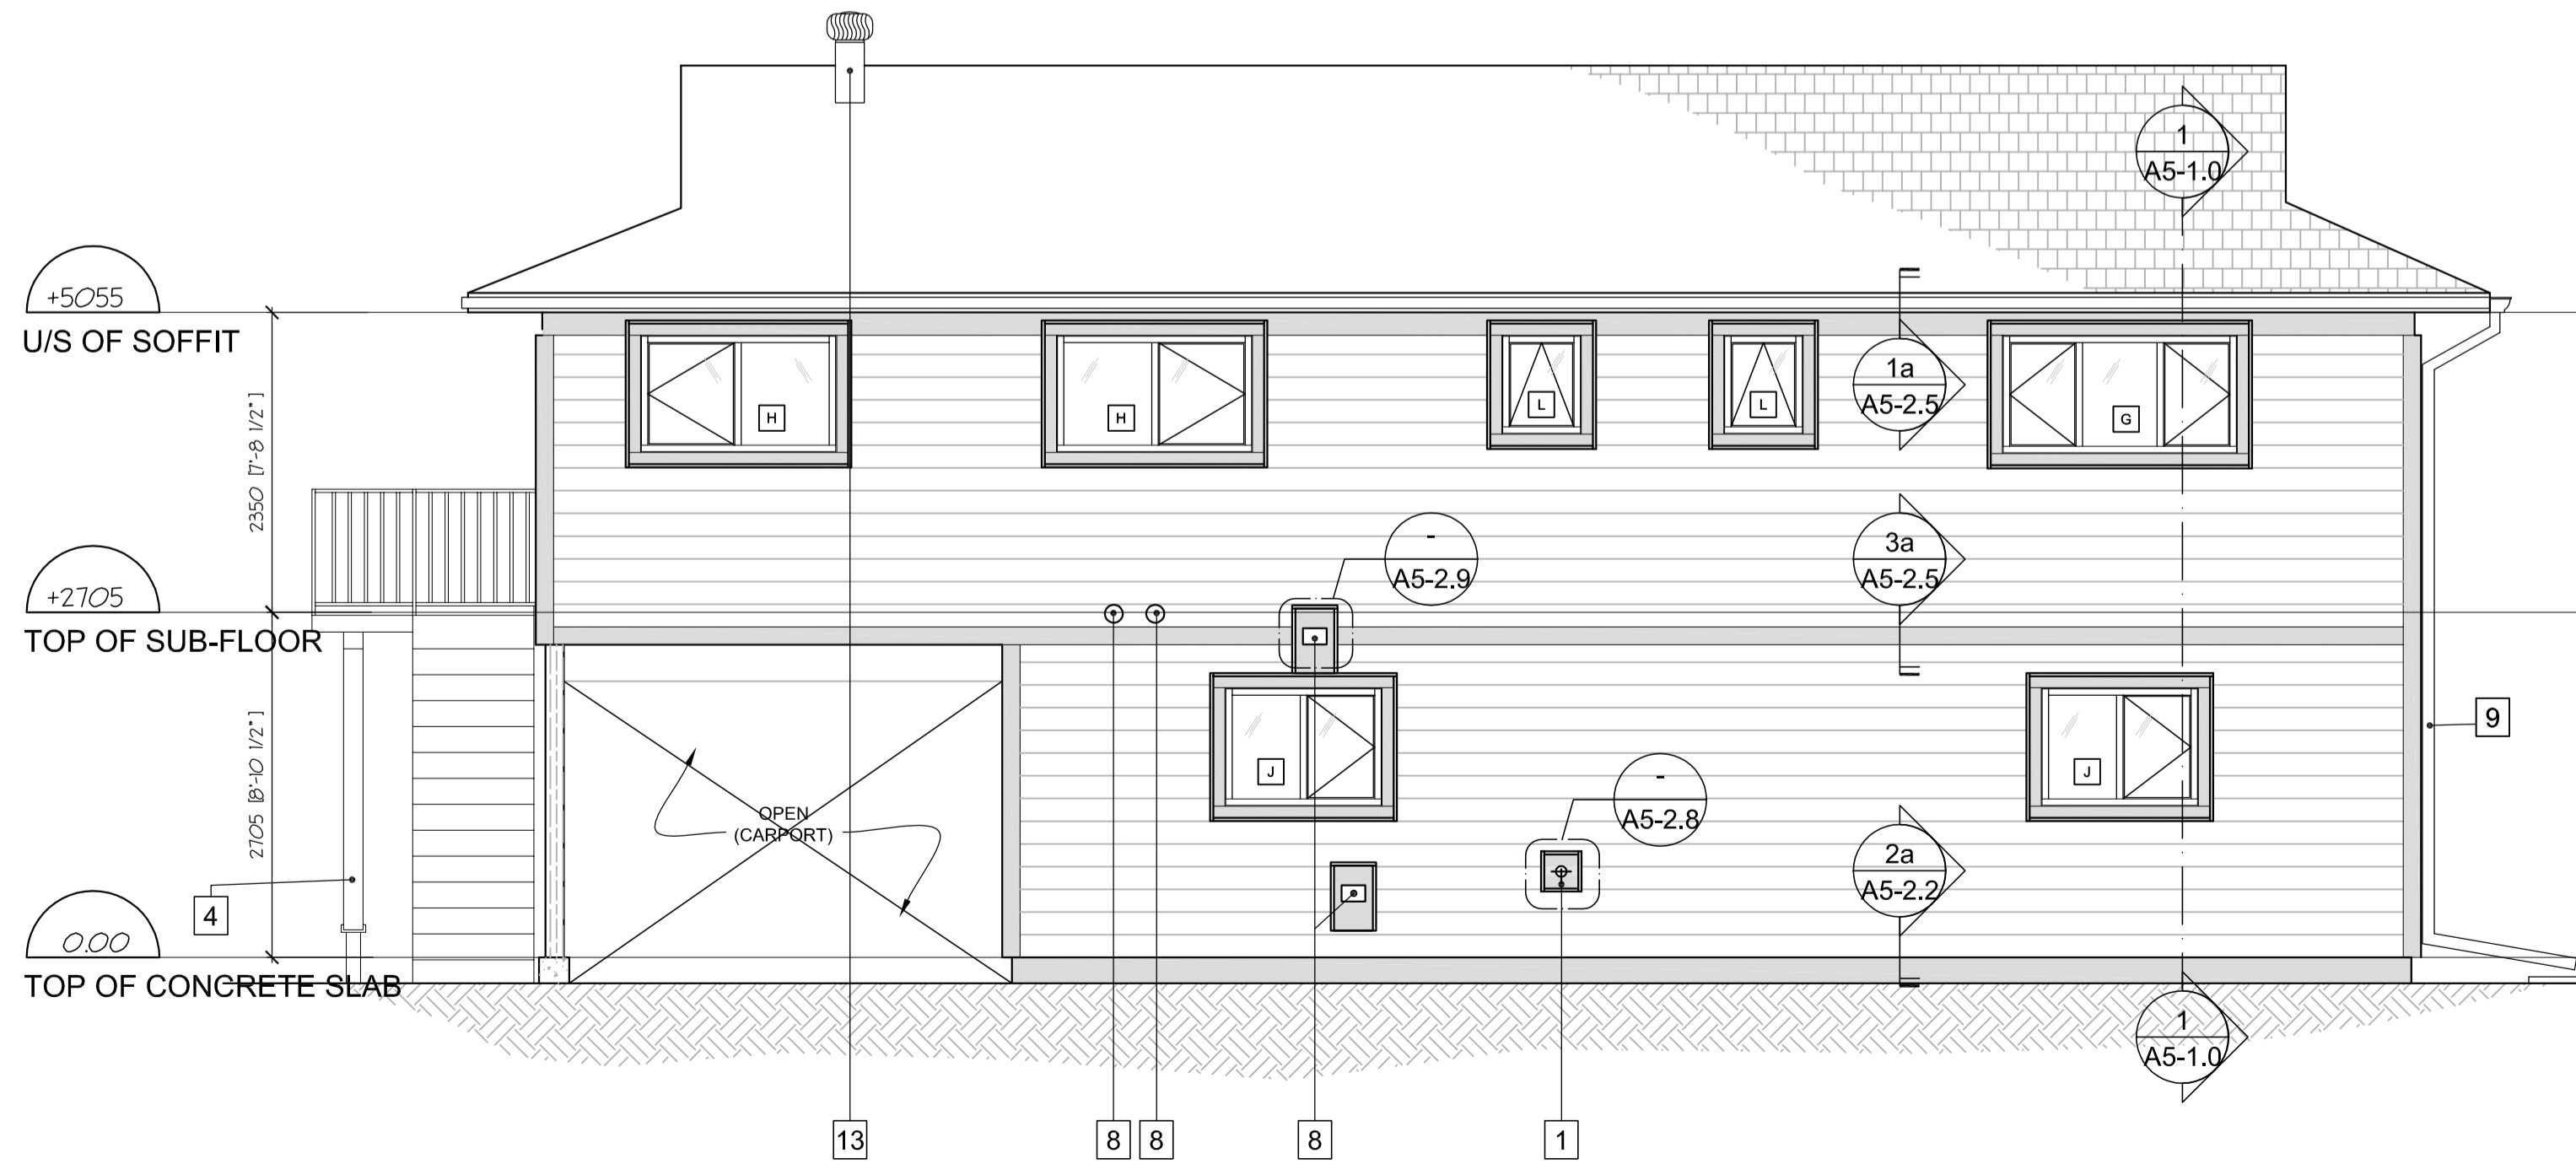 1
A5-1.0
+5055
U/S OF SOFFIT
1a
A5-2.5
H
H
L
L
G
2350 [7'-8 1/2"]
-
A5-2.9
3a
A5-2.5
+2705
TOP OF SUB-FLOOR
9
J
J
2705 [8'-10 1/2"]
OPEN
(CARPORT)
-
A5-2.8
2a
A5-2.2
4
0.00
TOP OF CONCRETE SLAB
1
A5-1.0
13
8
8
8
1